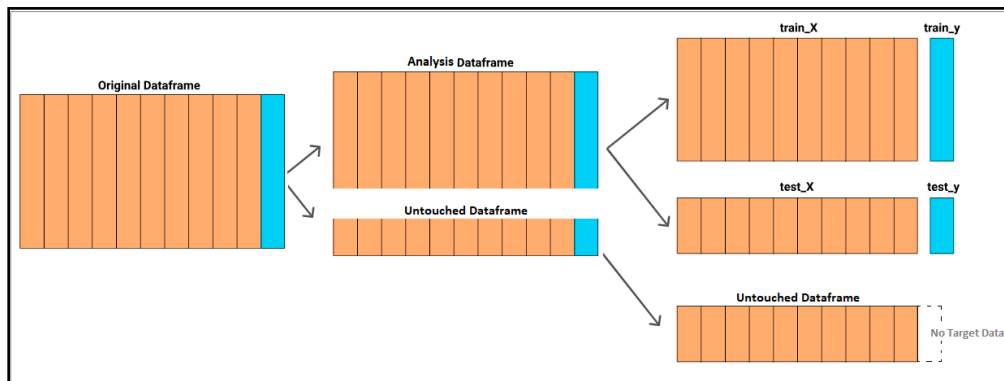 Original Dataframe
Analysis Dataframe
Untouched Dataframe
train_X
train_y
test_X
test_y
Untouched Dataframe
No Target Data